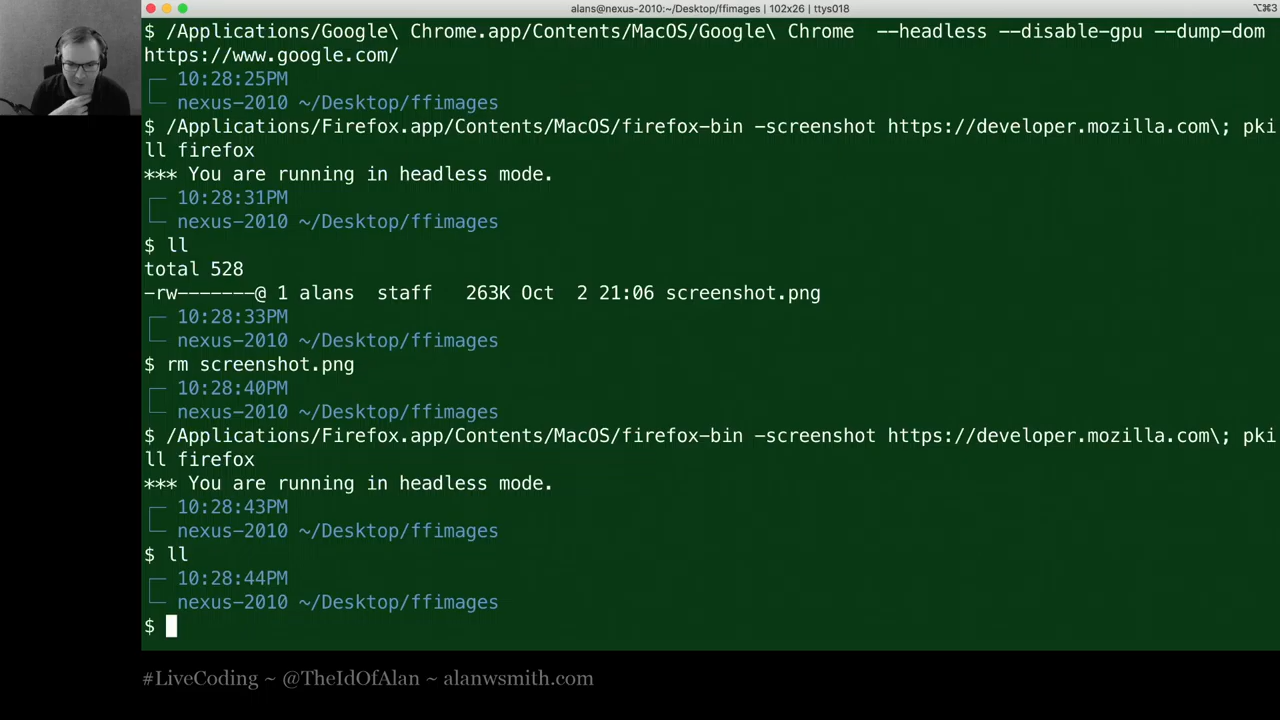 alans@nexus-2010:~/Desktop/ffimages | 102x26 | ttys018
⌥⌘3
$ /Applications/Google\ Chrome.app/Contents/MacOS/Google\ Chrome  --headless --disable-gpu --dump-dom
https://www.google.com/
10:28:25PM
nexus-2010 ~/Desktop/ffimages
$ /Applications/Firefox.app/Contents/MacOS/firefox-bin -screenshot https://developer.mozilla.com\; pki
ll firefox
*** You are running in headless mode.
10:28:31PM
nexus-2010 ~/Desktop/ffimages
$ ll
total 528
-rw-------@ 1 alans  staff   263K Oct  2 21:06 screenshot.png
10:28:33PM
nexus-2010 ~/Desktop/ffimages
$ rm screenshot.png
10:28:40PM
nexus-2010 ~/Desktop/ffimages
$ /Applications/Firefox.app/Contents/MacOS/firefox-bin -screenshot https://developer.mozilla.com\; pki
ll firefox
*** You are running in headless mode.
10:28:43PM
nexus-2010 ~/Desktop/ffimages
$ ll
10:28:44PM
nexus-2010 ~/Desktop/ffimages
$
#LiveCoding ~ @TheIdOfAlan ~ alanwsmith.com